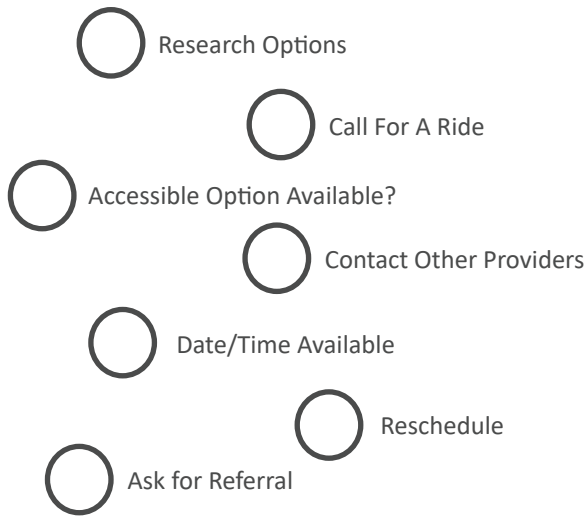 Research Options
Call For A Ride
Accessible Option Available?
Contact Other Providers
Date/Time Available
Reschedule
Ask for Referral